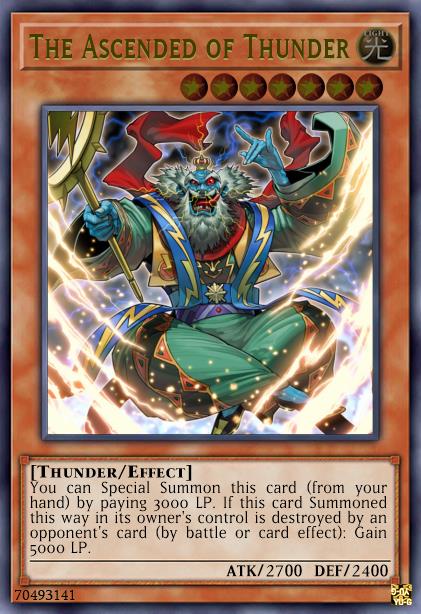 THE ASCENDED OF THUNDER
LIGHT
光
[THUNDER/EFFECT]
You can Special Summon this card (from your
hand) by paying 3000 LP. If this card Summoned
this way in its owner's control is destroyed by an
opponent's card (by battle or card effect): Gain
5000 LP.
ATK/2700 DEF/2400
70493141